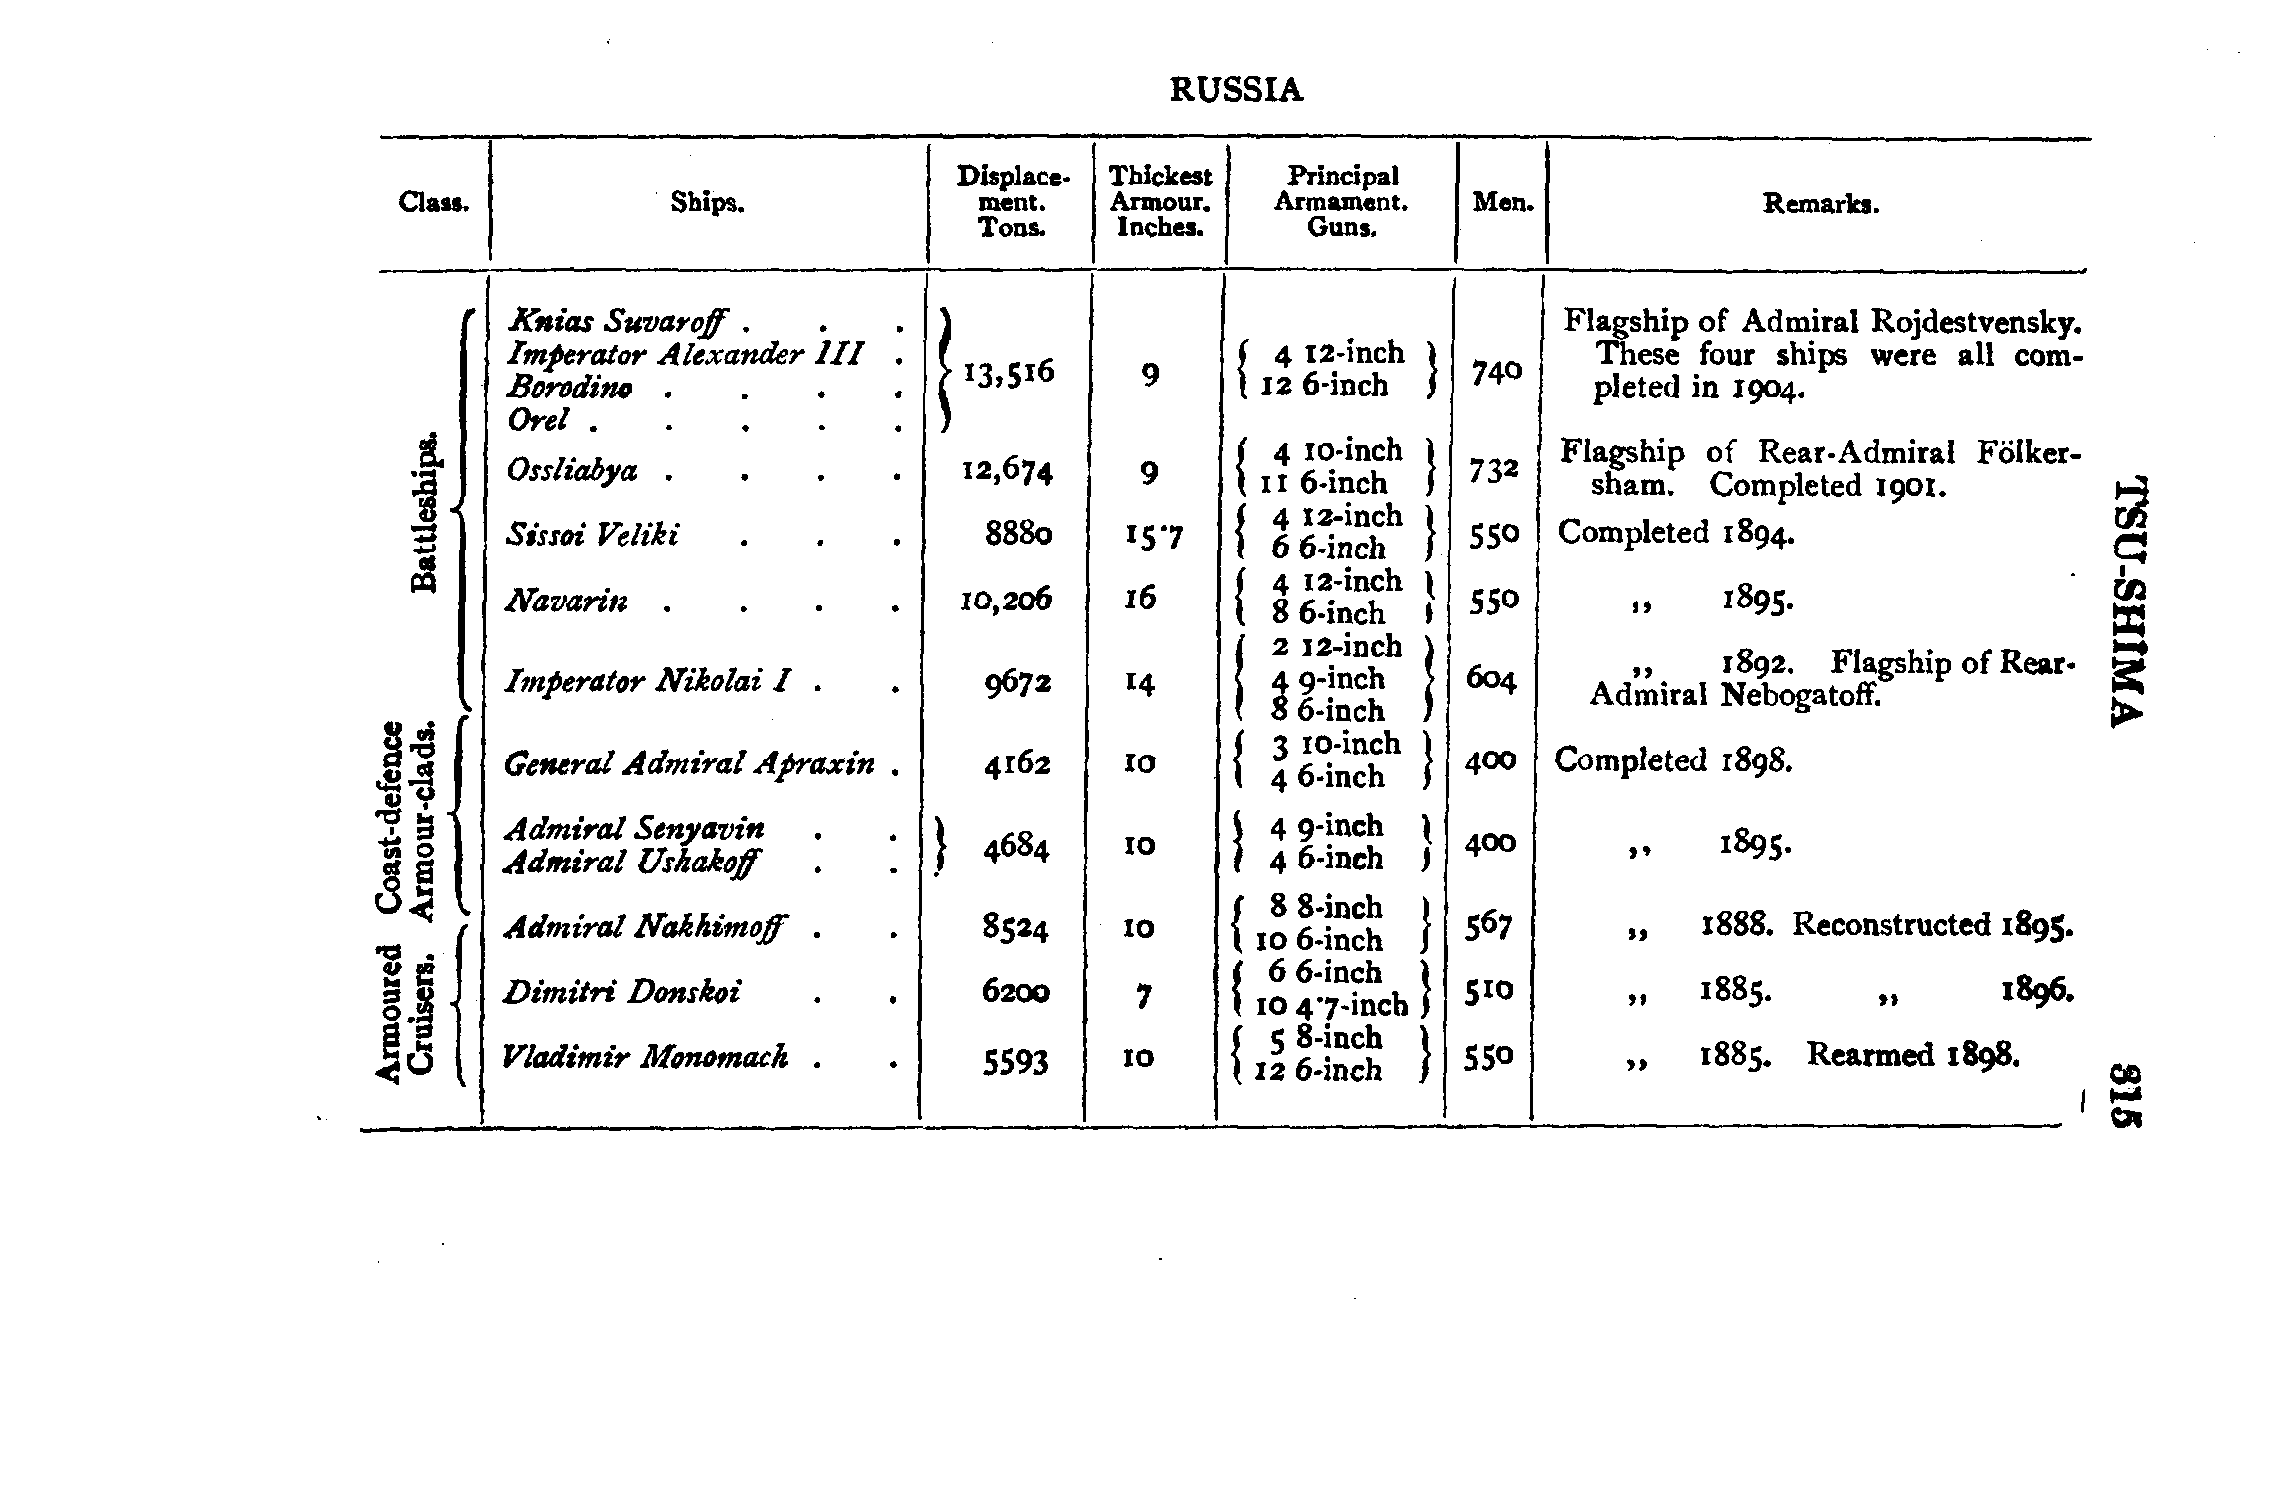 RUSSIA
Class. Ships. Displace- Thickest Principal Men. Remarks.
ment. Armour. Armament.
Tons. Inches. Guns.
Battleships.
Knias Suvaroff . . . Flagship of Admiral Rojdestvensky.
Imperator Alexander III . 4 12-inch These four ships were all com-
13,516 9 740
Borodino . . . . 12 6-inch pleted in 1904.
Orel . . . . .
4 10-inch Flagship of Rear-Admiral Fölker-
Ossliabya . . . . 12,674 9 732
11 6-inch sham. Completed 1901.
4 12-inch
Sissoi Veliki . . . 8880 15·7 550 Completed 1894.
6 6-inch
4 12-inch
Navarin . . . . 10,206 16 550 „ 1895.
8 6-inch
2 12-inch
Imperator Nikolai I . . 9672 14 4 9-inch 604 „ 1892. Flagship of Rear-
8 6-inch Admiral Nebogatoff.
Coast-defence
Armour-clads.
3 10-inch
General Admiral Apraxin . 4162 10 400 Completed 1898.
4 6-inch
Admiral Senyavin . . 4 9-inch
4684 10 400 „ 1895.
Admiral Ushakoff . . 4 6-inch
Armoured
Cruisers.
8 8-inch
Admiral Nakhimoff . . 8524 10 567 „ 1888. Reconstructed 1895.
10 6-inch
6 6-inch
Dimitri Donskoi . . 6200 7 510 „ 1885. „ 1896.
10 4·7-inch
5 8-inch
Vladimir Monomach . . 5593 10 550 „ 1885. Rearmed 1898.
12 6-inch
TSU-SHIMA
315